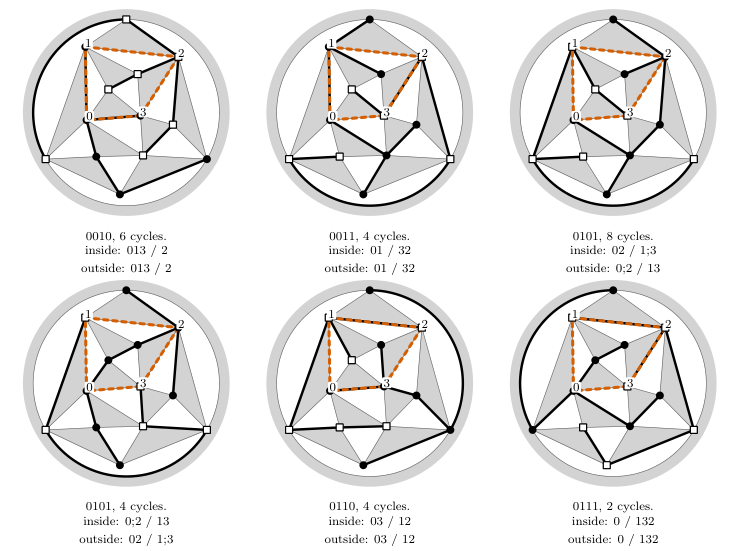 1 2 0 3
1 2 0 3
1 2 0 3
0010, 6 cycles.
inside: 013 / 2
outside: 013 / 2
0011, 4 cycles.
inside: 01 / 32
outside: 01 / 32
0101, 8 cycles.
inside: 02 / 1;3
outside: 0;2 / 13
1 2 0 3
1 2 0 3
1 2 0 3
0101, 4 cycles.
inside: 0;2 / 13
outside: 02 / 1;3
0110, 4 cycles.
inside: 03 / 12
outside: 03 / 12
0111, 2 cycles.
inside: 0 / 132
outside: 0 / 132